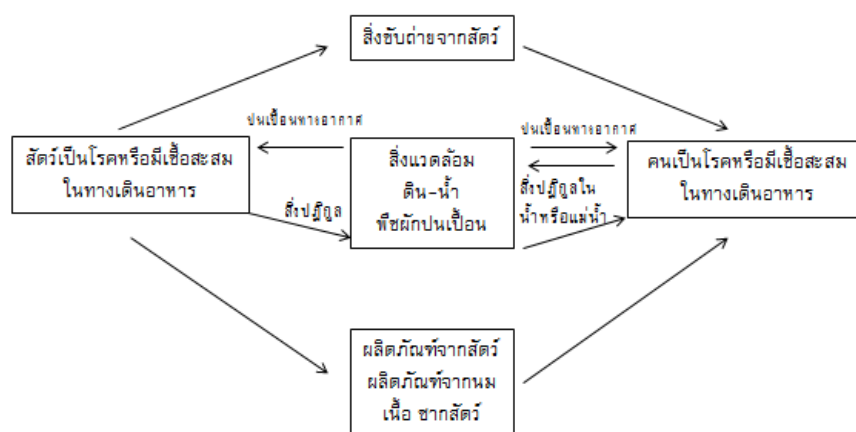 สิ่งขับถ่ายจากสัตว์
ปนเปื้อนทางอากาศ
ปนเปื้อนทางอากาศ
สัตว์เป็นโรคหรือมีเชื้อสะสม
ในทางเดินอาหาร
สิ่งแวดล้อม
ดิน-น้ำ
พืชผักปนเปื้อน
คนเป็นโรคหรือมีเชื้อสะสม
ในทางเดินอาหาร
สิ่งปฏิกูล
สิ่งปฏิกูลใน
น้ำหรือแม่น้ำ
ผลิตภัณฑ์จากสัตว์
ผลิตภัณฑ์จากนม
เนื้อ ซากสัตว์